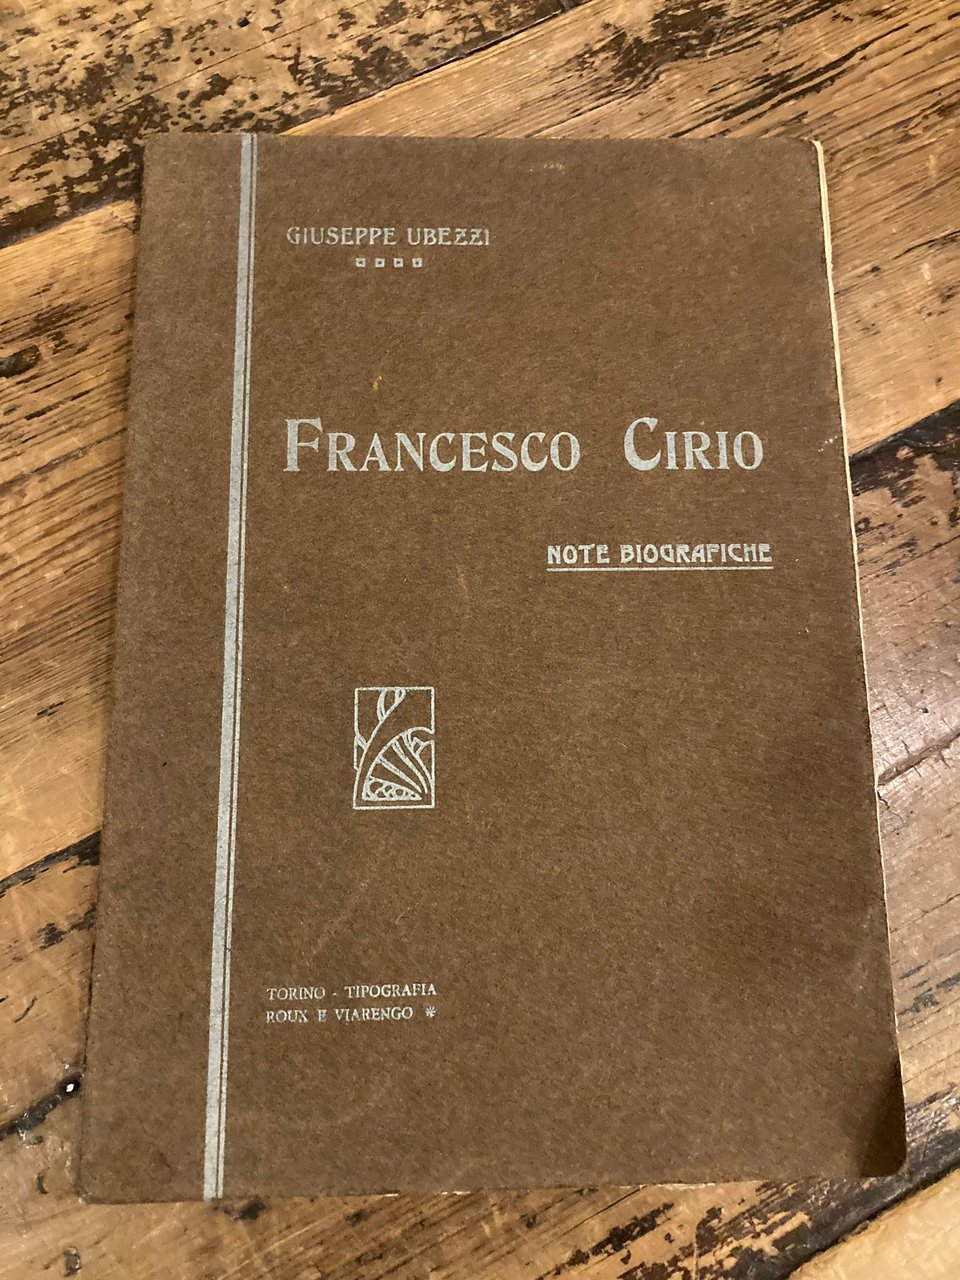 GIUSEPPE UBEZZI
FRANCESCO CIRIO
NOTE BIOGRAFICHE
TORINO - TIPOGRAFIA
ROUX E VIARENGO *